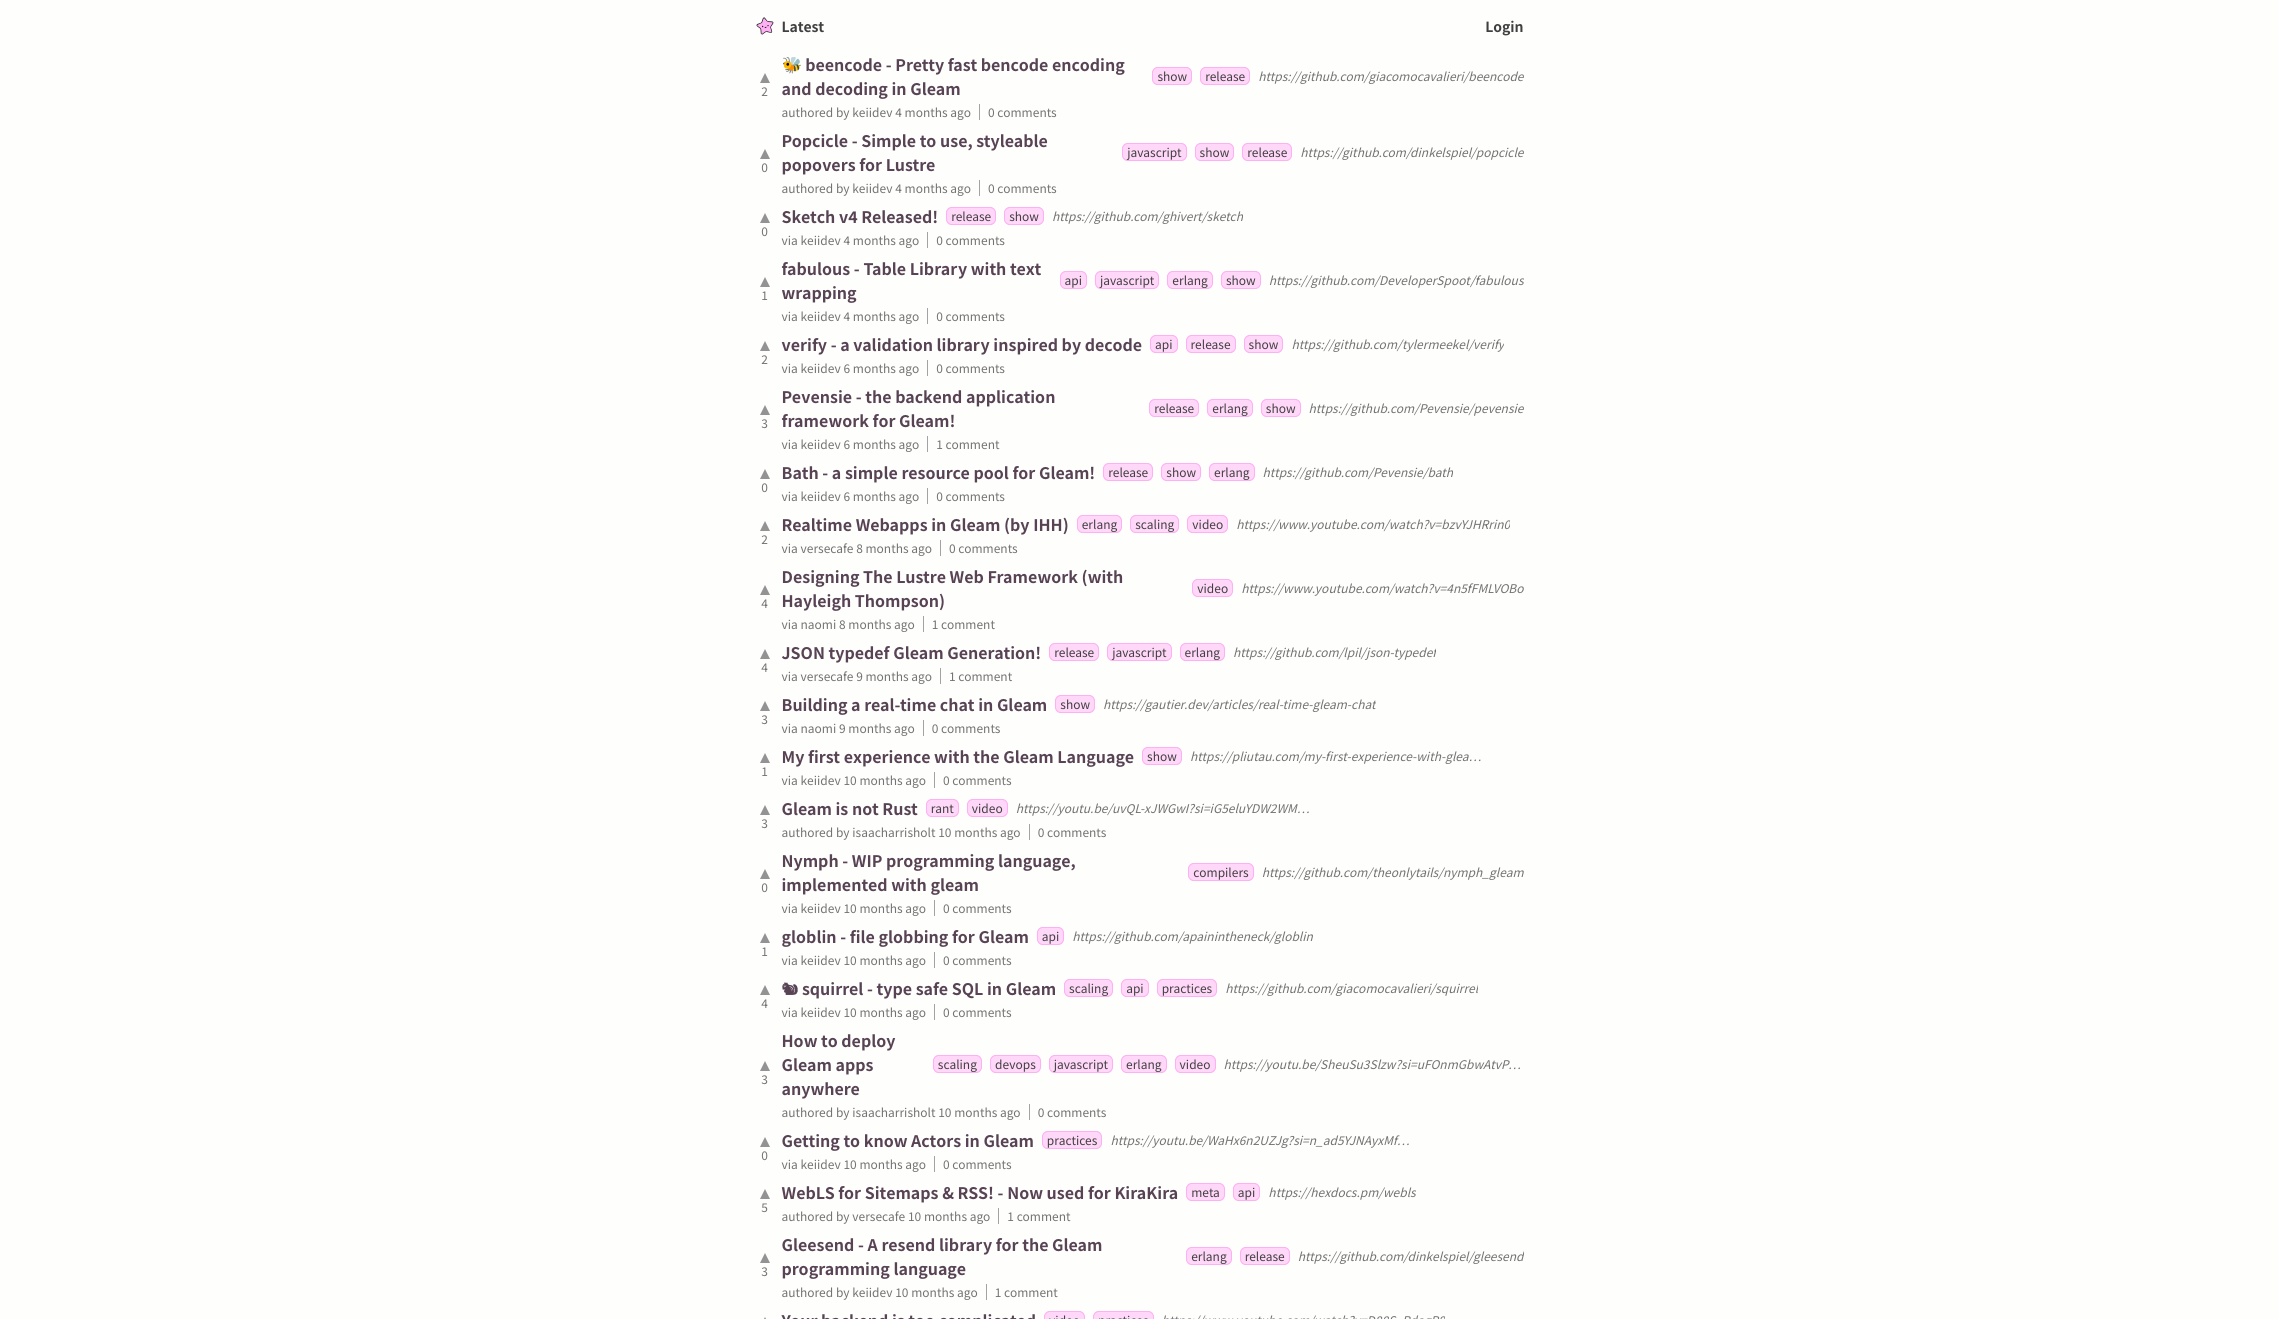 Latest
Login
🐝 beencode - Pretty fast bencode encoding
and decoding in Gleam
show release https://github.com/giacomocavalieri/beencode
2
authored by keiidev 4 months ago | 0 comments
Popcicle - Simple to use, styleable
popovers for Lustre
javascript show release https://github.com/dinkelspiel/popcicle
0
authored by keiidev 4 months ago | 0 comments
Sketch v4 Released! release show https://github.com/ghivert/sketch
0
via keiidev 4 months ago | 0 comments
fabulous - Table Library with text
wrapping
api javascript erlang show https://github.com/DeveloperSpoot/fabulous
1
via keiidev 4 months ago | 0 comments
verify - a validation library inspired by decode api release show https://github.com/tylermeekel/verify
2
via keiidev 6 months ago | 0 comments
Pevensie - the backend application
framework for Gleam!
release erlang show https://github.com/Pevensie/pevensie
3
via keiidev 6 months ago | 1 comment
Bath - a simple resource pool for Gleam! release show erlang https://github.com/Pevensie/bath
0
via keiidev 6 months ago | 0 comments
Realtime Webapps in Gleam (by IHH) erlang scaling video https://www.youtube.com/watch?v=bzvYJHRrin0
2
via versecafe 8 months ago | 0 comments
Designing The Lustre Web Framework (with
Hayleigh Thompson)
video https://www.youtube.com/watch?v=4n5fFMLVOBo
4
via naomi 8 months ago | 1 comment
JSON typedef Gleam Generation! release javascript erlang https://github.com/lpil/json-typedef
4
via versecafe 9 months ago | 1 comment
Building a real-time chat in Gleam show https://gautier.dev/articles/real-time-gleam-chat
3
via naomi 9 months ago | 0 comments
My first experience with the Gleam Language show https://pliutau.com/my-first-experience-with-glea…
1
via keiidev 10 months ago | 0 comments
Gleam is not Rust rant video https://youtu.be/uvQL-xJWGwI?si=iG5eluYDW2WM…
3
authored by isaacharrisholt 10 months ago | 0 comments
Nymph - WIP programming language,
implemented with gleam
compilers https://github.com/theonlytails/nymph_gleam
0
via keiidev 10 months ago | 0 comments
globlin - file globbing for Gleam api https://github.com/apainintheneck/globlin
1
via keiidev 10 months ago | 0 comments
🐿️ squirrel - type safe SQL in Gleam scaling api practices https://github.com/giacomocavalieri/squirrel
4
via keiidev 10 months ago | 0 comments
How to deploy
Gleam apps
anywhere
scaling devops javascript erlang video https://youtu.be/SheuSu3Slzw?si=uFOnmGbwAtvP…
3
authored by isaacharrisholt 10 months ago | 0 comments
Getting to know Actors in Gleam practices https://youtu.be/WaHx6n2UZJg?si=n_ad5YJNAyxMf…
0
via keiidev 10 months ago | 0 comments
WebLS for Sitemaps & RSS! - Now used for KiraKira meta api https://hexdocs.pm/webls
5
authored by versecafe 10 months ago | 1 comment
Gleesend - A resend library for the Gleam
programming language
erlang release https://github.com/dinkelspiel/gleesend
3
authored by keiidev 10 months ago | 1 comment
Your backend is too complicated video practices